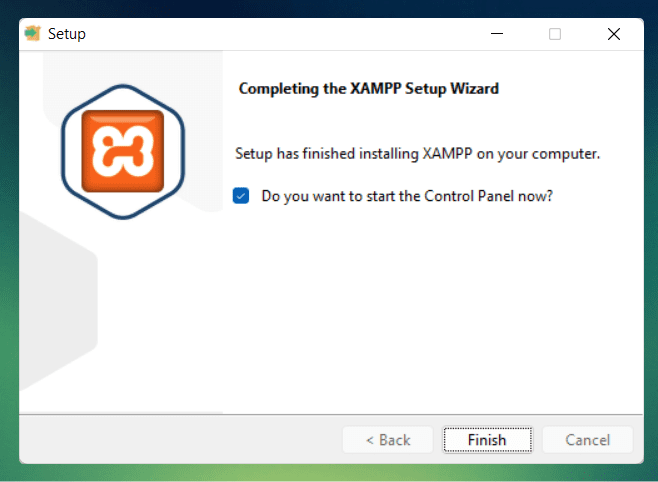 Setup
Completing the XAMPP Setup Wizard
Setup has finished installing XAMPP on your computer.
Do you want to start the Control Panel now?
< Back Finish Cancel